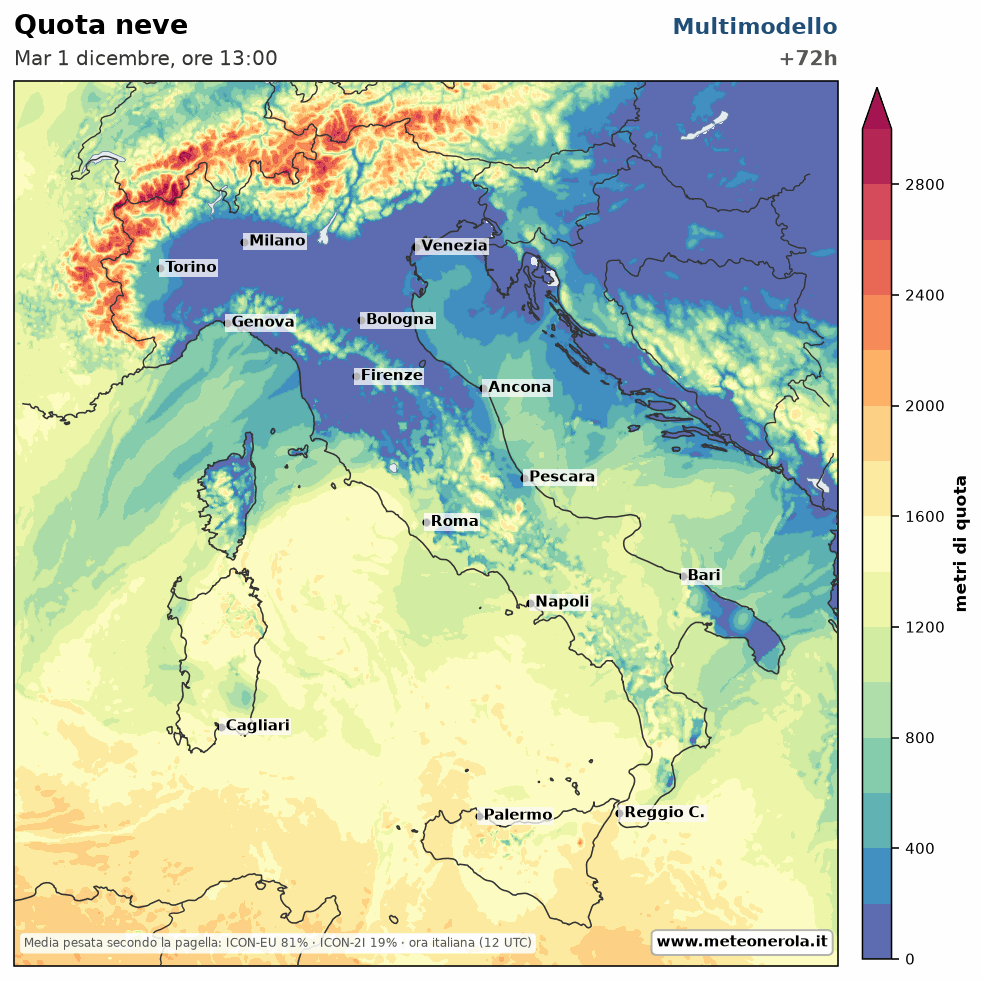 Quota neve
Multimodello
Mar 1 dicembre, ore 13:00
+72h
2800
Milano
Venezia
Torino
2400
Genova
Bologna
Firenze
Ancona
2000
Pescara
Roma
1600
metri di quota
Bari
Napoli
1200
Cagliari
800
Palermo
Reggio C.
400
Media pesata secondo la pagella: ICON-EU 81% · ICON-2I 19% · ora italiana (12 UTC)
www.meteonerola.it
0